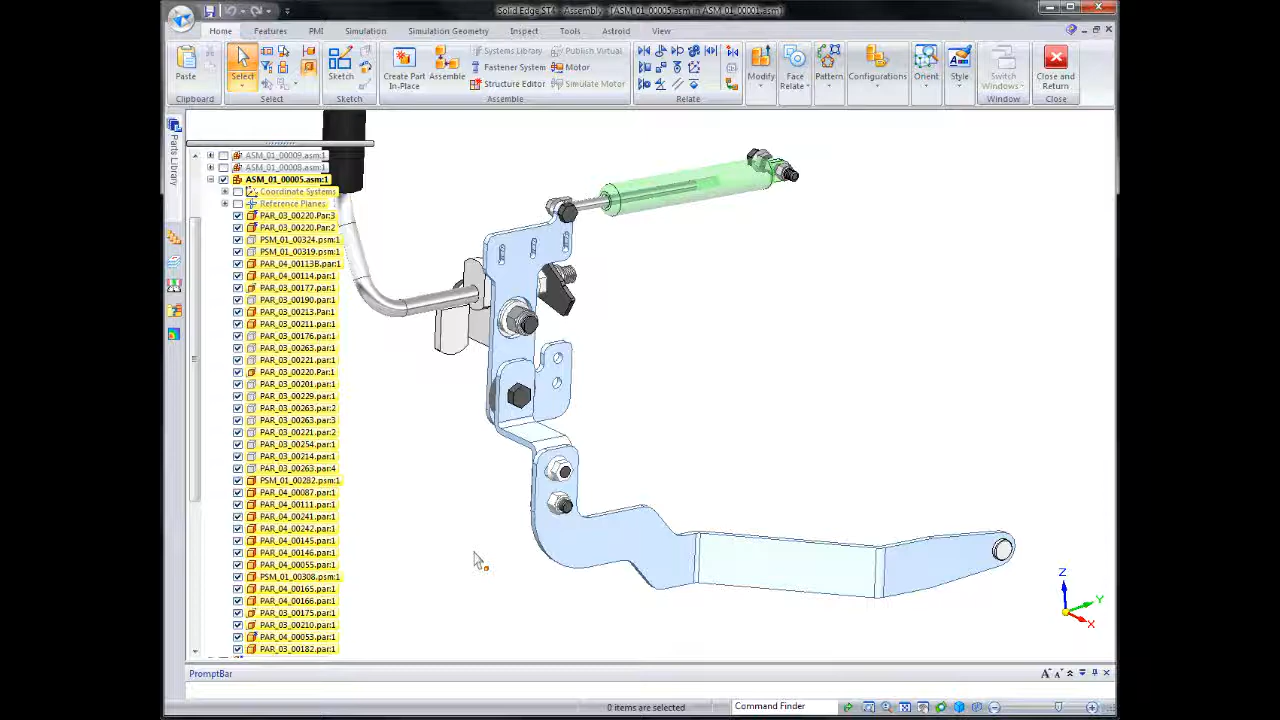 Solid Edge ST4 - Assembly - [ASM_01_00005.asm in ASM_01_00001.asm]
Home Features PMI Simulation Simulation Geometry Inspect Tools Astroid View
Paste Select Sketch Create Part In-Place Assemble Systems Library Publish Virtual Modify Face Relate Pattern Configurations Orient Style Switch Windows Close and Return
Fastener System Motor
Structure Editor Simulate Motor
Clipboard Select Sketch Assemble Relate Window Close
Parts Library
ASM_01_00009.asm:1
ASM_01_00008.asm:1
ASM_01_00005.asm:1
Coordinate Systems
Reference Planes
PAR_03_00220.Par:3
PAR_03_00220.Par:2
PSM_01_00324.psm:1
PSM_01_00319.psm:1
PAR_04_00113B.par:1
PAR_04_00114.par:1
PAR_03_00177.par:1
PAR_03_00190.par:1
PAR_03_00213.Par:1
PAR_03_00211.par:1
PAR_03_00176.par:1
PAR_03_00263.par:1
PAR_03_00221.par:1
PAR_03_00220.Par:1
PAR_03_00201.par:1
PAR_03_00229.par:1
PAR_03_00263.par:2
PAR_03_00263.par:3
PAR_03_00221.par:2
PAR_03_00254.par:1
PAR_03_00214.par:1
PAR_03_00263.par:4
PSM_01_00282.psm:1
PAR_04_00087.par:1
PAR_04_00111.par:1
PAR_04_00241.par:1
PAR_04_00242.par:1
PAR_04_00145.par:1
PAR_04_00146.par:1
PAR_04_00055.par:1
PSM_01_00308.psm:1
PAR_04_00165.par:1
PAR_04_00166.par:1
PAR_03_00175.par:1
PAR_03_00210.par:1
PAR_04_00053.par:1
PAR_03_00182.par:1
Z
Y
X
PromptBar
0 items are selected Command Finder